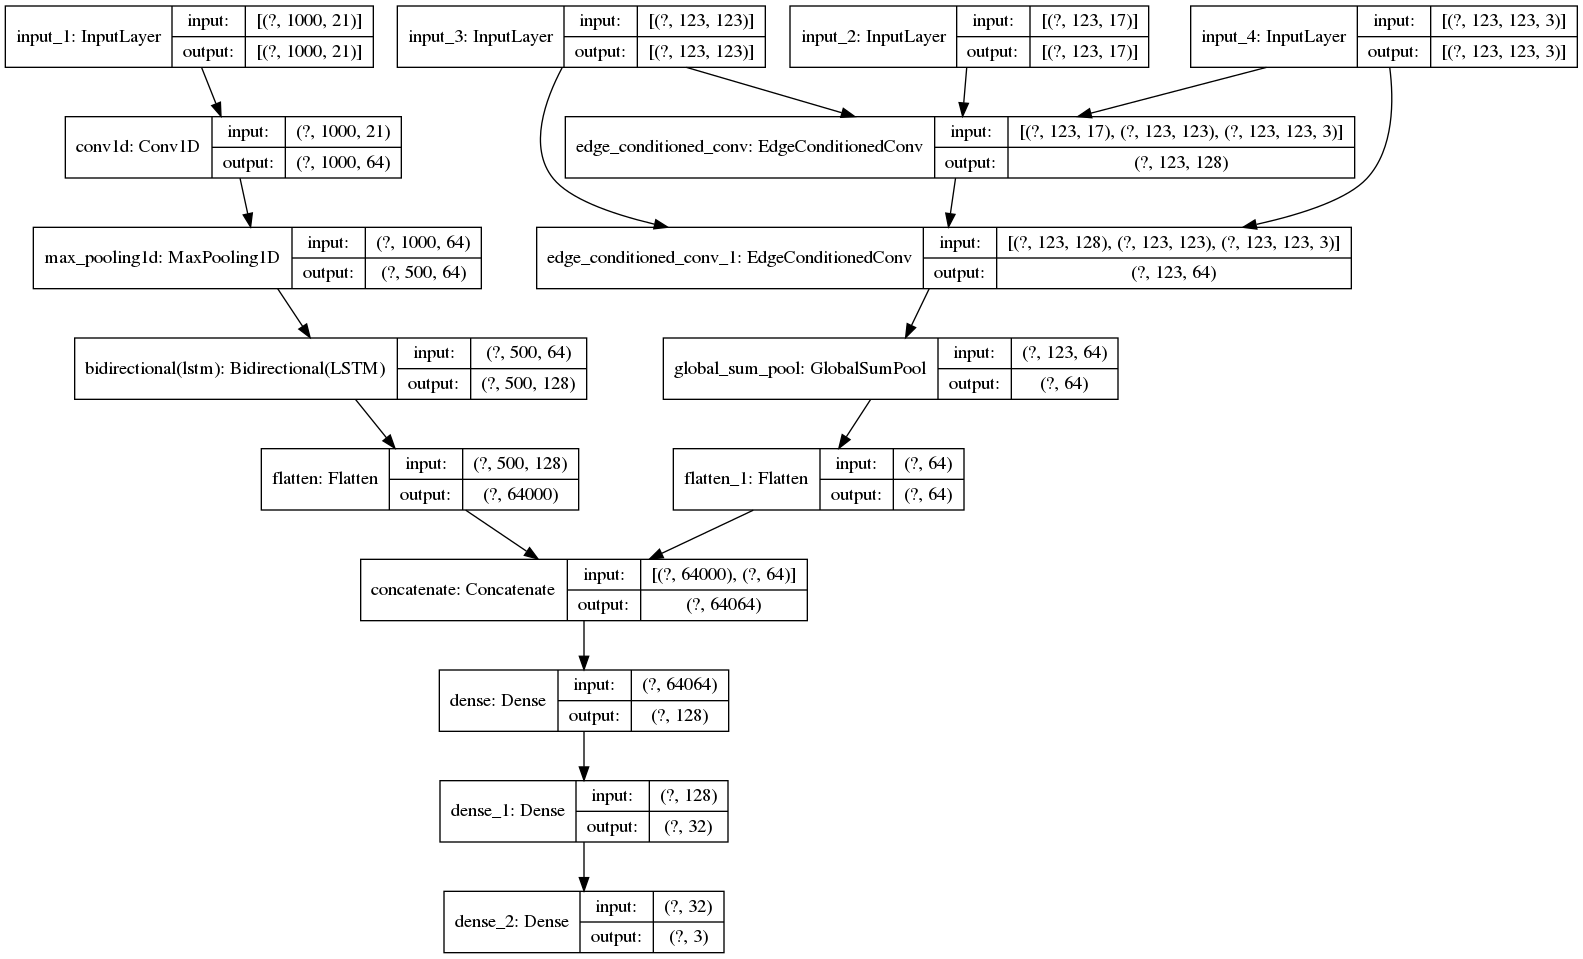 input_1: InputLayer
input: [(?, 1000, 21)]
output: [(?, 1000, 21)]
input_3: InputLayer
input: [(?, 123, 123)]
output: [(?, 123, 123)]
input_2: InputLayer
input: [(?, 123, 17)]
output: [(?, 123, 17)]
input_4: InputLayer
input: [(?, 123, 123, 3)]
output: [(?, 123, 123, 3)]
conv1d: Conv1D
input: (?, 1000, 21)
output: (?, 1000, 64)
edge_conditioned_conv: EdgeConditionedConv
input: [(?, 123, 17), (?, 123, 123), (?, 123, 123, 3)]
output: (?, 123, 128)
max_pooling1d: MaxPooling1D
input: (?, 1000, 64)
output: (?, 500, 64)
edge_conditioned_conv_1: EdgeConditionedConv
input: [(?, 123, 128), (?, 123, 123), (?, 123, 123, 3)]
output: (?, 123, 64)
bidirectional(lstm): Bidirectional(LSTM)
input: (?, 500, 64)
output: (?, 500, 128)
global_sum_pool: GlobalSumPool
input: (?, 123, 64)
output: (?, 64)
flatten: Flatten
input: (?, 500, 128)
output: (?, 64000)
flatten_1: Flatten
input: (?, 64)
output: (?, 64)
concatenate: Concatenate
input: [(?, 64000), (?, 64)]
output: (?, 64064)
dense: Dense
input: (?, 64064)
output: (?, 128)
dense_1: Dense
input: (?, 128)
output: (?, 32)
dense_2: Dense
input: (?, 32)
output: (?, 3)